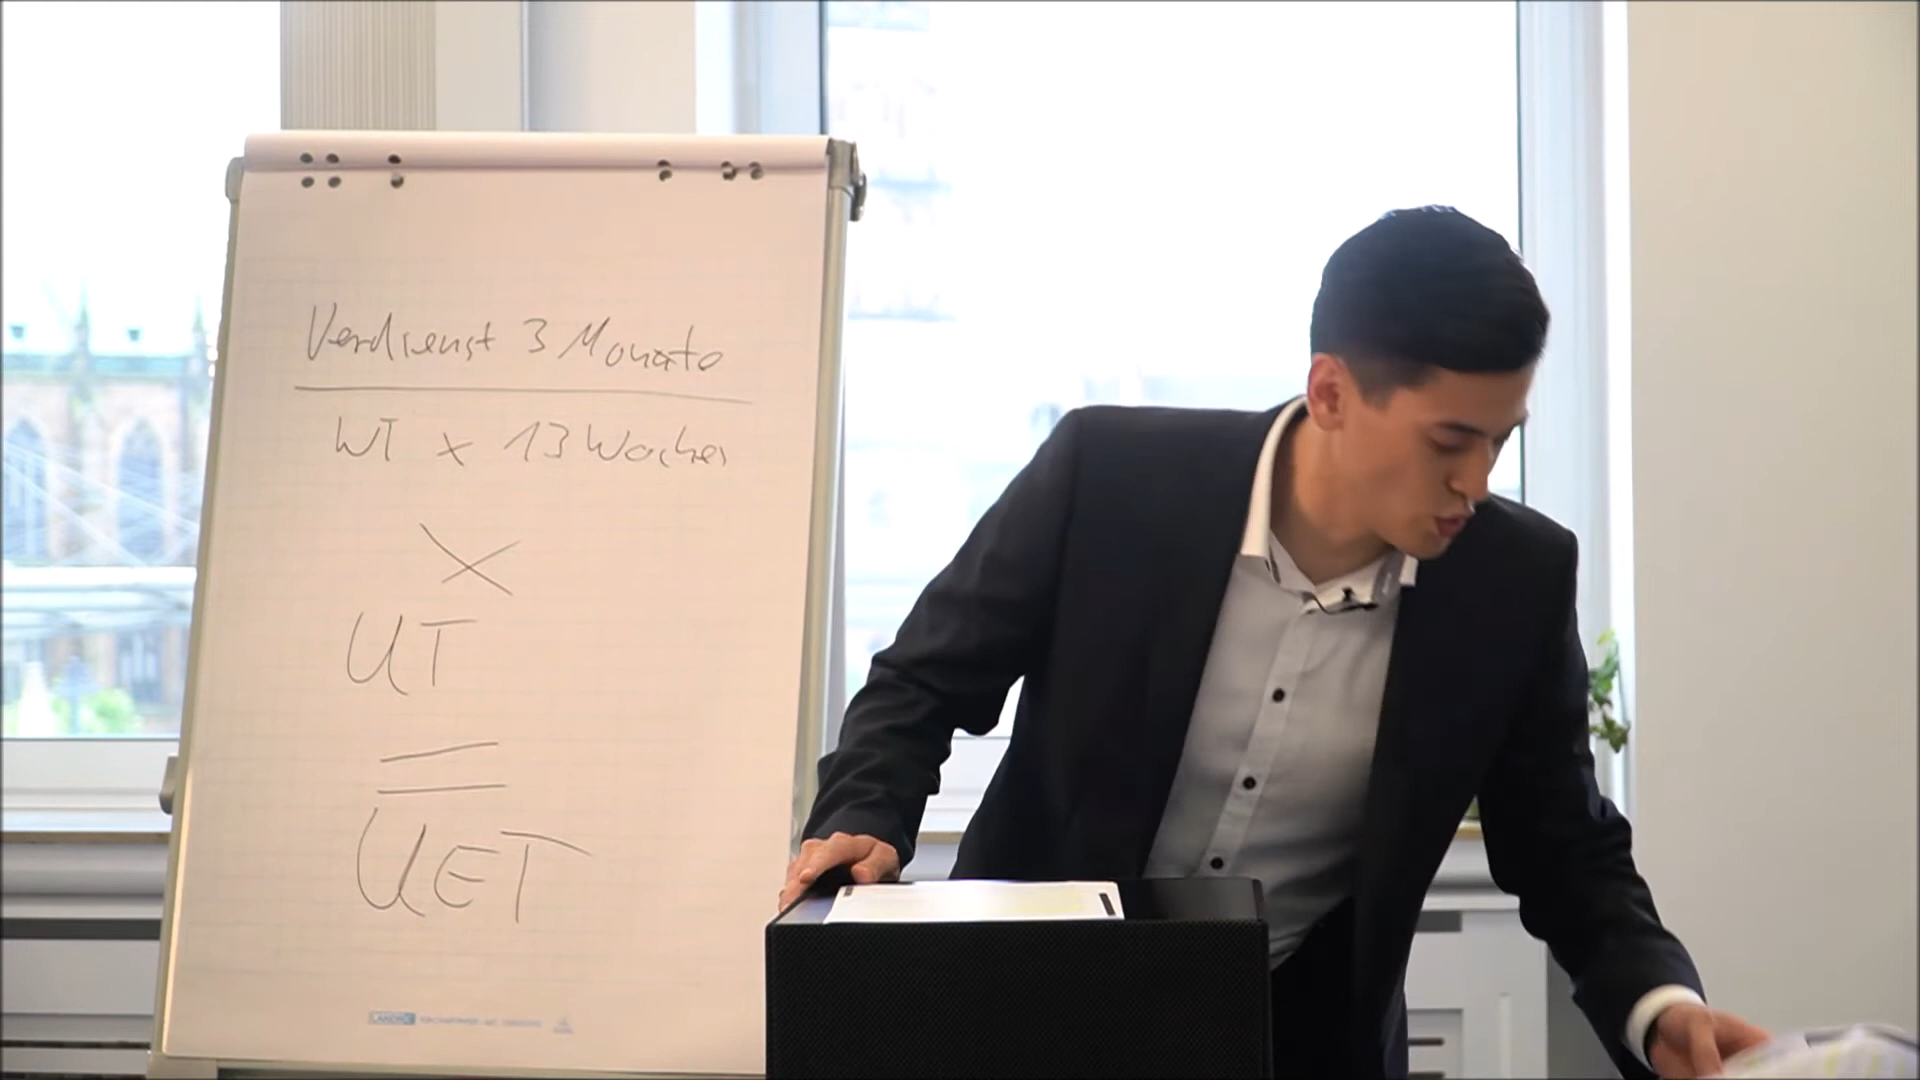 Verdienst 3 Monate
WT x 13 Wochen
X
UT
=
UET